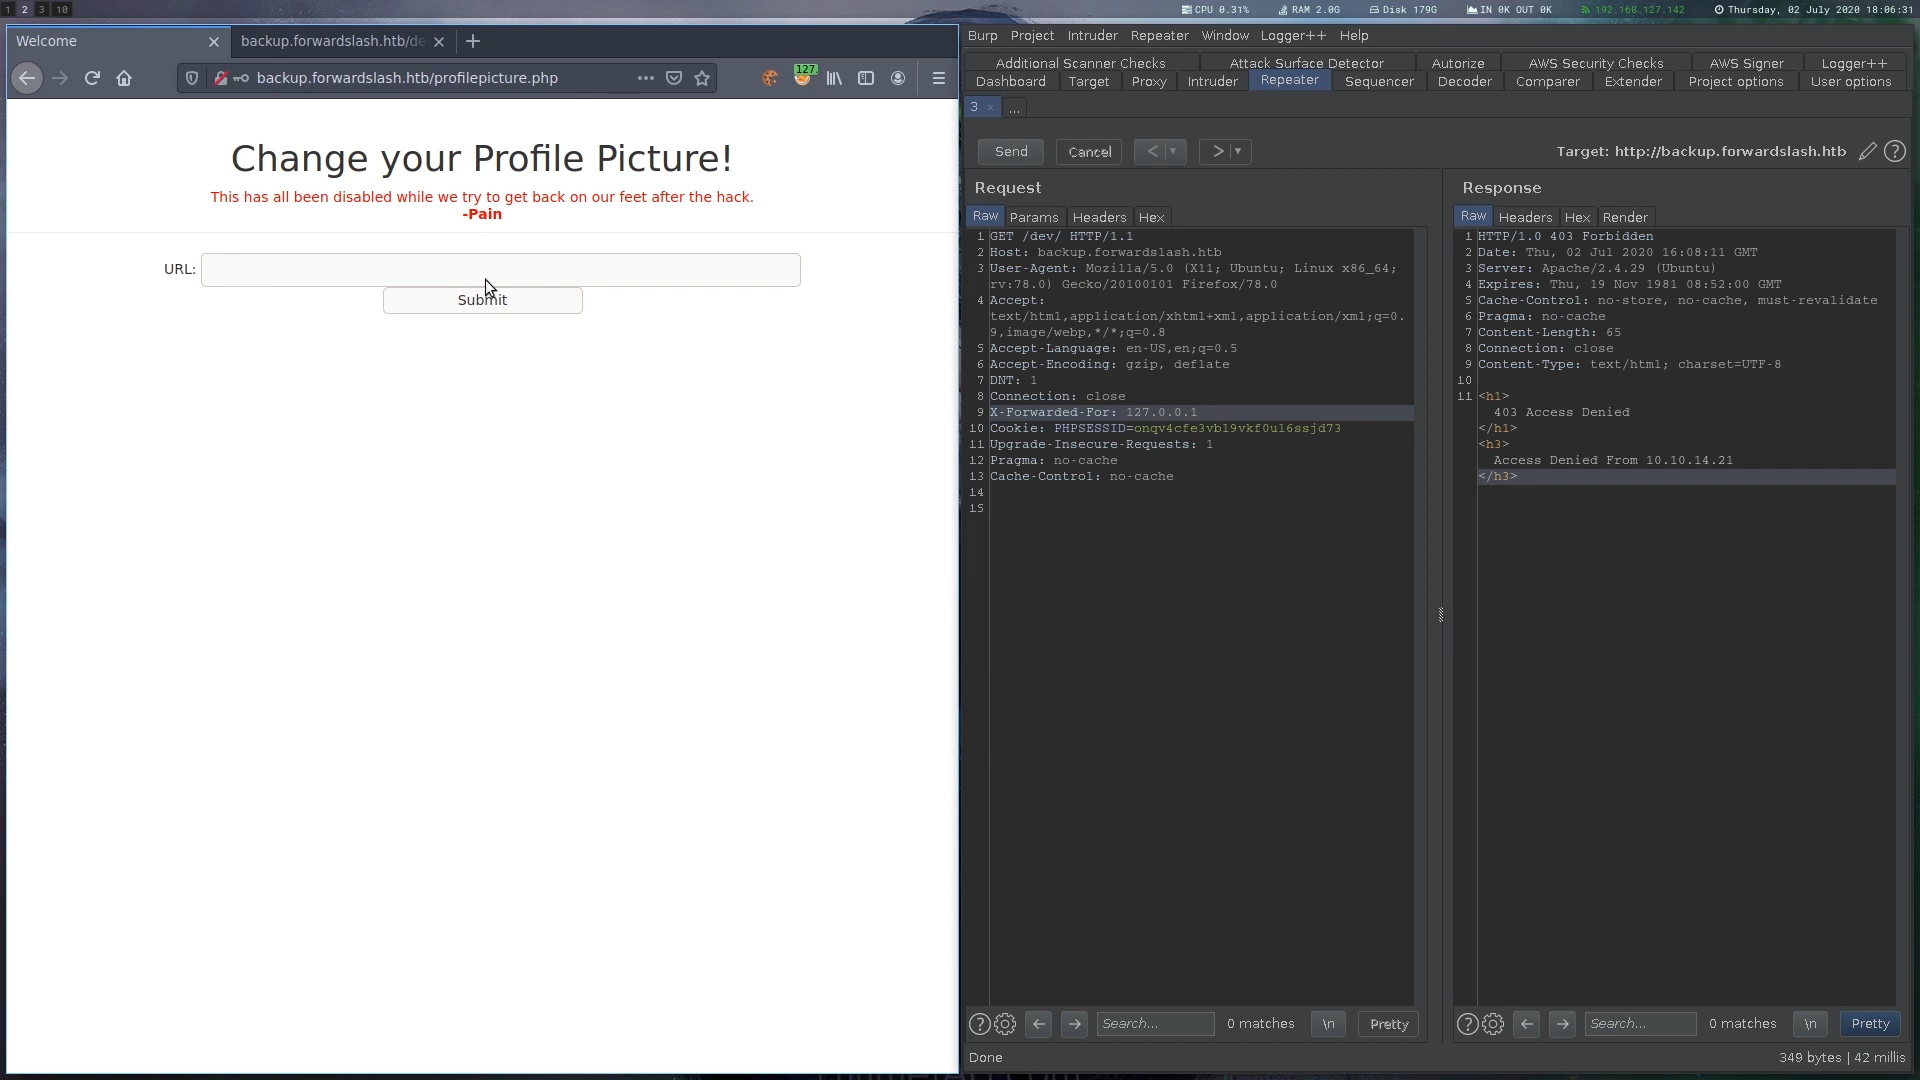 1 2 3 10
CPU 0.31% RAM 2.0G Disk 179G IN 0K OUT 0K 192.168.127.142 Thursday, 02 July 2020 18:06:31
Welcome
backup.forwardslash.htb/de
backup.forwardslash.htb/profilepicture.php
127.
Change your Profile Picture!
This has all been disabled while we try to get back on our feet after the hack.
-Pain
URL:
Submit
Burp Project Intruder Repeater Window Logger++ Help
Additional Scanner Checks Attack Surface Detector Autorize AWS Security Checks AWS Signer Logger++
Dashboard Target Proxy Intruder Repeater Sequencer Decoder Comparer Extender Project options User options
3 × ...
Send Cancel < >
Target: http://backup.forwardslash.htb
Request
Raw Params Headers Hex
1 GET /dev/ HTTP/1.1
2 Host: backup.forwardslash.htb
3 User-Agent: Mozilla/5.0 (X11; Ubuntu; Linux x86_64;
rv:78.0) Gecko/20100101 Firefox/78.0
4 Accept:
text/html,application/xhtml+xml,application/xml;q=0.
9,image/webp,*/*;q=0.8
5 Accept-Language: en-US,en;q=0.5
6 Accept-Encoding: gzip, deflate
7 DNT: 1
8 Connection: close
9 X-Forwarded-For: 127.0.0.1
10 Cookie: PHPSESSID=onqv4cfe3vbl9vkf0ul6ssjd73
11 Upgrade-Insecure-Requests: 1
12 Pragma: no-cache
13 Cache-Control: no-cache
14
15
Search... 0 matches \n Pretty
Response
Raw Headers Hex Render
1 HTTP/1.0 403 Forbidden
2 Date: Thu, 02 Jul 2020 16:08:11 GMT
3 Server: Apache/2.4.29 (Ubuntu)
4 Expires: Thu, 19 Nov 1981 08:52:00 GMT
5 Cache-Control: no-store, no-cache, must-revalidate
6 Pragma: no-cache
7 Content-Length: 65
8 Connection: close
9 Content-Type: text/html; charset=UTF-8
10
11 <h1>
403 Access Denied
</h1>
<h3>
Access Denied From 10.10.14.21
</h3>
Search... 0 matches \n Pretty
Done
349 bytes | 42 millis